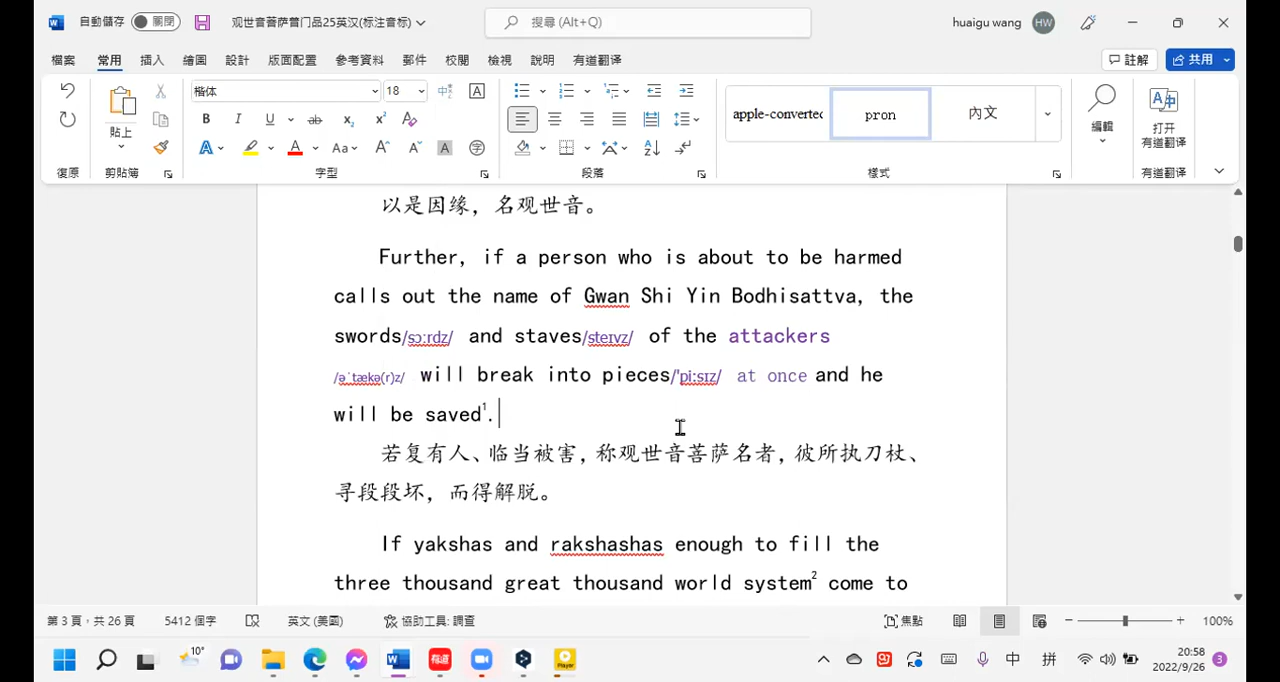 自動儲存 關閉 观世音菩萨普门品25英汉(标注音标) 搜尋 (Alt+Q) huaigu wang HW
檔案 常用 插入 繪圖 設計 版面配置 參考資料 郵件 校閱 檢視 說明 有道翻译 註解 共用
貼上 楷体 18 apple-converted pron 內文 編輯 打开 有道翻译
復原 剪貼簿 字型 段落 樣式 有道翻译
以是因缘，名观世音。
Further, if a person who is about to be harmed
calls out the name of Gwan Shi Yin Bodhisattva, the
swords/sɔːrdz/ and staves/steɪvz/ of the attackers
/əˈtækə(r)z/ will break into pieces/'piːsɪz/ at once and he
will be saved1.
若复有人、临当被害，称观世音菩萨名者，彼所执刀杖、
寻段段坏，而得解脱。
If yakshas and rakshashas enough to fill the
three thousand great thousand world system2 come to
第 3 頁，共 26 頁 5412 個字 英文 (美國) 協助工具: 調查 焦點 100%
10° 有道 Player 中 拼 20:58
2022/9/26 3